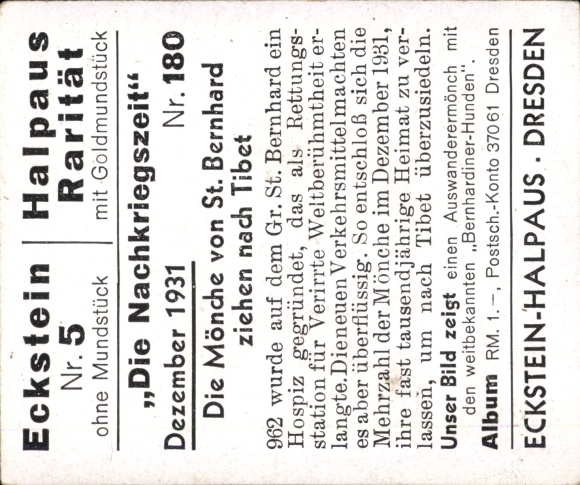 Eckstein
Nr. 5
ohne Mundstück
Halpaus
Rarität
mit Goldmundstück
„Die Nachkriegszeit“
Dezember 1931 Nr. 180
Die Mönche von St. Bernhard
ziehen nach Tibet
962 wurde auf dem Gr. St. Bernhard ein
Hospiz gegründet, das als Rettungs-
station für Verirrte Weltberühmtheit er-
langte. Die neuen Verkehrsmittel machten
es aber überflüssig. So entschloß sich die
Mehrzahl der Mönche im Dezember 1931,
ihre fast tausendjährige Heimat zu ver-
lassen, um nach Tibet überzusiedeln.
Unser Bild zeigt einen Auswanderermönch mit
den weitbekannten „Bernhardiner-Hunden“.
Album RM. 1.–, Postsch.-Konto 37061 Dresden
ECKSTEIN-HALPAUS · DRESDEN